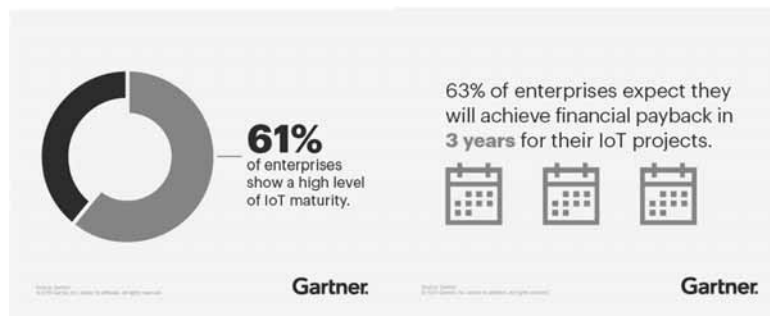 61%
of enterprises
show a high level
of IoT maturity.
Gartner.
63% of enterprises expect they
will achieve financial payback in
3 years for their IoT projects.
Gartner.